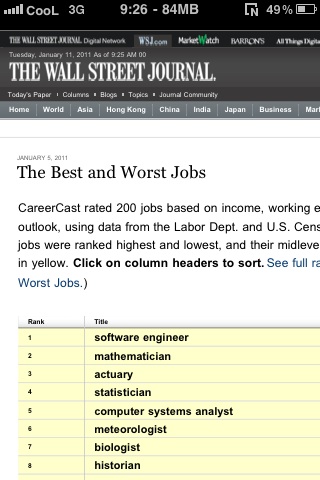 CooL 3G 9:26 - 84MB 49%
THE WALL STREET JOURNAL. Digital Network WSJ.com MarketWatch BARRON'S All Things Digita
Tuesday, January 11, 2011 As of 9:25 AM 00
THE WALL STREET JOURNAL.
Today's Paper • Columns • Blogs • Topics • Journal Community
Home World Asia Hong Kong China India Japan Business Mar
JANUARY 5, 2011
The Best and Worst Jobs
CareerCast rated 200 jobs based on income, working e
outlook, using data from the Labor Dept. and U.S. Cens
jobs were ranked highest and lowest, and their midleve
in yellow. Click on column headers to sort. See full ra
Worst Jobs.)
Rank Title
1 software engineer
2 mathematician
3 actuary
4 statistician
5 computer systems analyst
6 meteorologist
7 biologist
8 historian